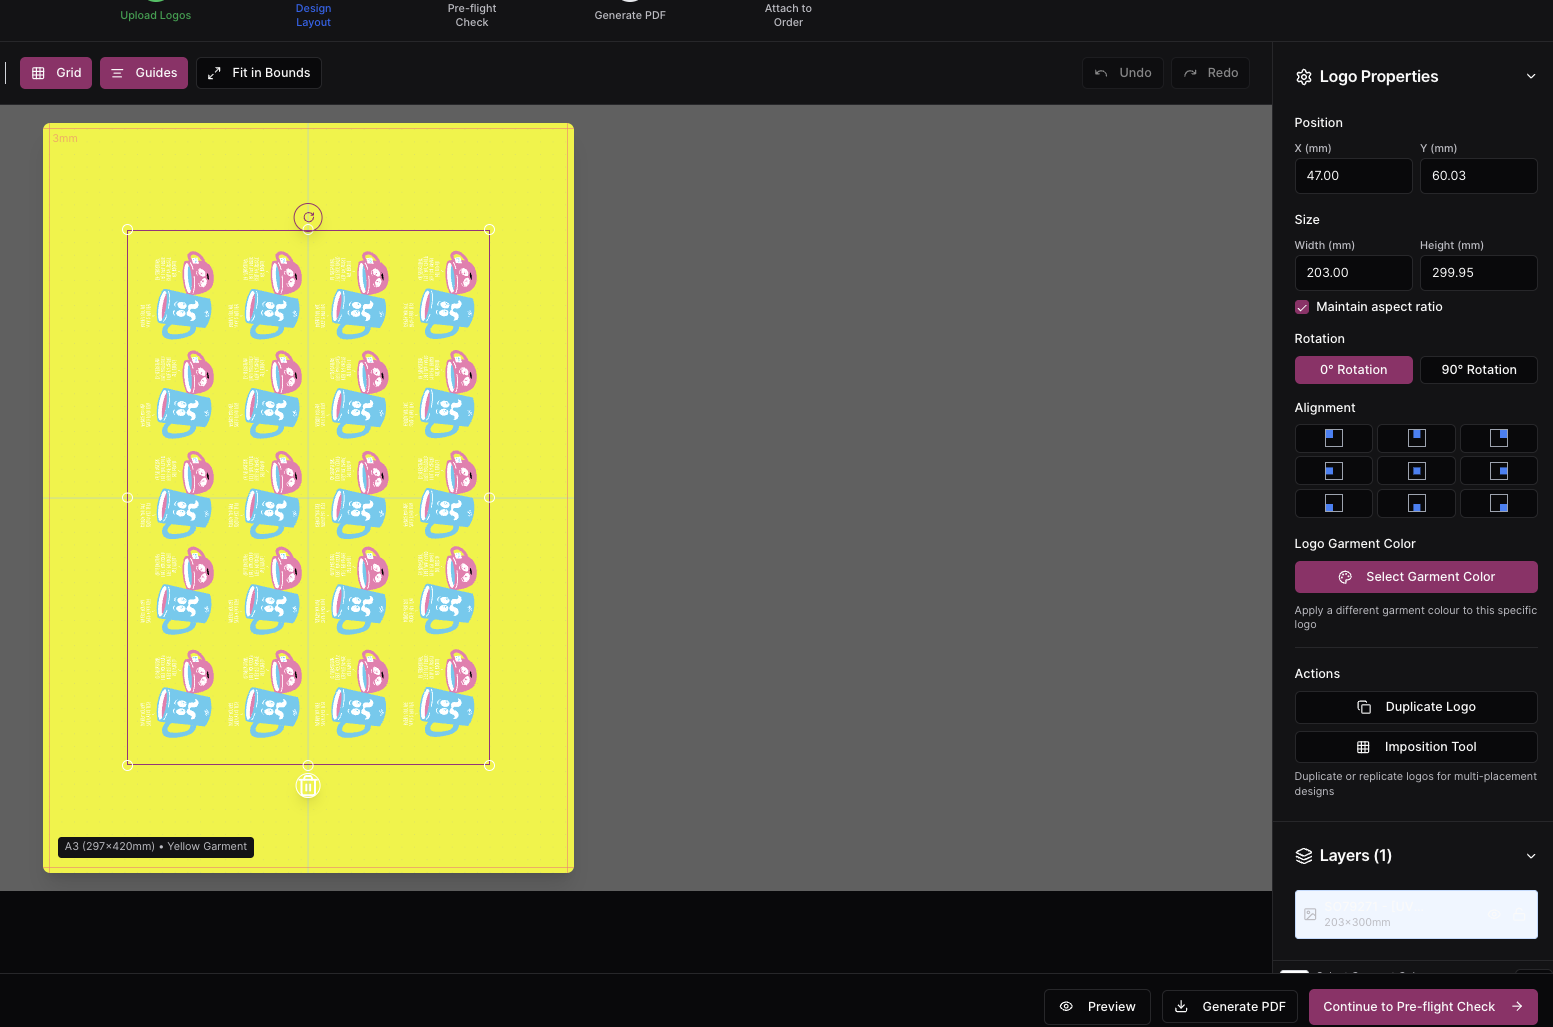 Upload Logos
Design
Layout
Pre-flight
Check
Generate PDF
Attach to
Order
Grid
Guides
Fit in Bounds
Undo
Redo
3mm
A3 (297×420mm) • Yellow Garment
Logo Properties
Position
X (mm)
Y (mm)
47.00
60.03
Size
Width (mm)
Height (mm)
203.00
299.95
Maintain aspect ratio
Rotation
0° Rotation
90° Rotation
Alignment
Logo Garment Color
Select Garment Color
Apply a different garment colour to this specific
logo
Actions
Duplicate Logo
Imposition Tool
Duplicate or replicate logos for multi-placement
designs
Layers (1)
203×300mm
Preview
Generate PDF
Continue to Pre-flight Check